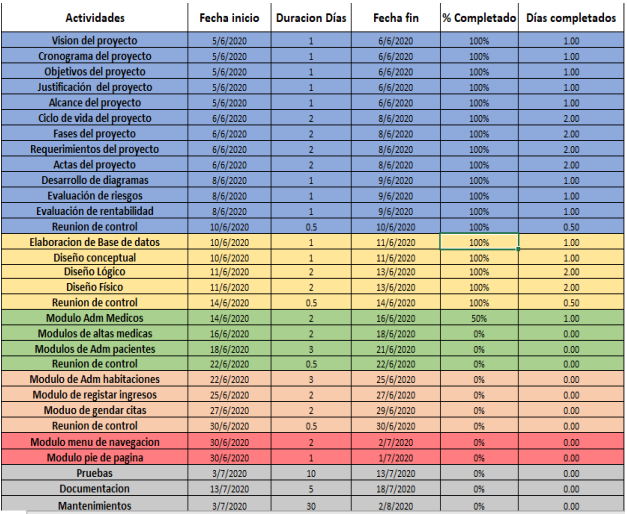 Actividades Fecha inicio Duracion Días Fecha fin % Completado Días completados
Vision del proyecto 5/6/2020 1 6/6/2020 100% 1.00
Cronograma del proyecto 5/6/2020 1 6/6/2020 100% 1.00
Objetivos del proyecto 5/6/2020 1 6/6/2020 100% 1.00
Justificación del proyecto 5/6/2020 1 6/6/2020 100% 1.00
Alcance del proyecto 5/6/2020 1 6/6/2020 100% 1.00
Ciclo de vida del proyecto 6/6/2020 2 8/6/2020 100% 2.00
Fases del proyecto 6/6/2020 2 8/6/2020 100% 2.00
Requerimientos del proyecto 6/6/2020 2 8/6/2020 100% 2.00
Actas del proyecto 6/6/2020 2 8/6/2020 100% 2.00
Desarrollo de diagramas 8/6/2020 1 9/6/2020 100% 1.00
Evaluación de riesgos 8/6/2020 1 9/6/2020 100% 1.00
Evaluación de rentabilidad 8/6/2020 1 9/6/2020 100% 1.00
Reunion de control 10/6/2020 0.5 10/6/2020 100% 0.50
Elaboracion de Base de datos 10/6/2020 1 11/6/2020 100% 1.00
Diseño conceptual 10/6/2020 1 11/6/2020 100% 1.00
Diseño Lógico 11/6/2020 2 13/6/2020 100% 2.00
Diseño Físico 11/6/2020 2 13/6/2020 100% 2.00
Reunion de control 14/6/2020 0.5 14/6/2020 100% 0.50
Modulo Adm Medicos 14/6/2020 2 16/6/2020 50% 1.00
Modulos de altas medicas 16/6/2020 2 18/6/2020 0% 0.00
Modulos de Adm pacientes 18/6/2020 3 21/6/2020 0% 0.00
Reunion de control 22/6/2020 0.5 22/6/2020 0% 0.00
Modulo de Adm habitaciones 22/6/2020 3 25/6/2020 0% 0.00
Modulo de registar ingresos 25/6/2020 2 27/6/2020 0% 0.00
Moduo de gendar citas 27/6/2020 2 29/6/2020 0% 0.00
Reunion de control 30/6/2020 0.5 30/6/2020 0% 0.00
Modulo menu de navegacion 30/6/2020 2 2/7/2020 0% 0.00
Modulo pie de pagina 30/6/2020 1 1/7/2020 0% 0.00
Pruebas 3/7/2020 10 13/7/2020 0% 0.00
Documentacion 13/7/2020 5 18/7/2020 0% 0.00
Mantenimientos 3/7/2020 30 2/8/2020 0% 0.00